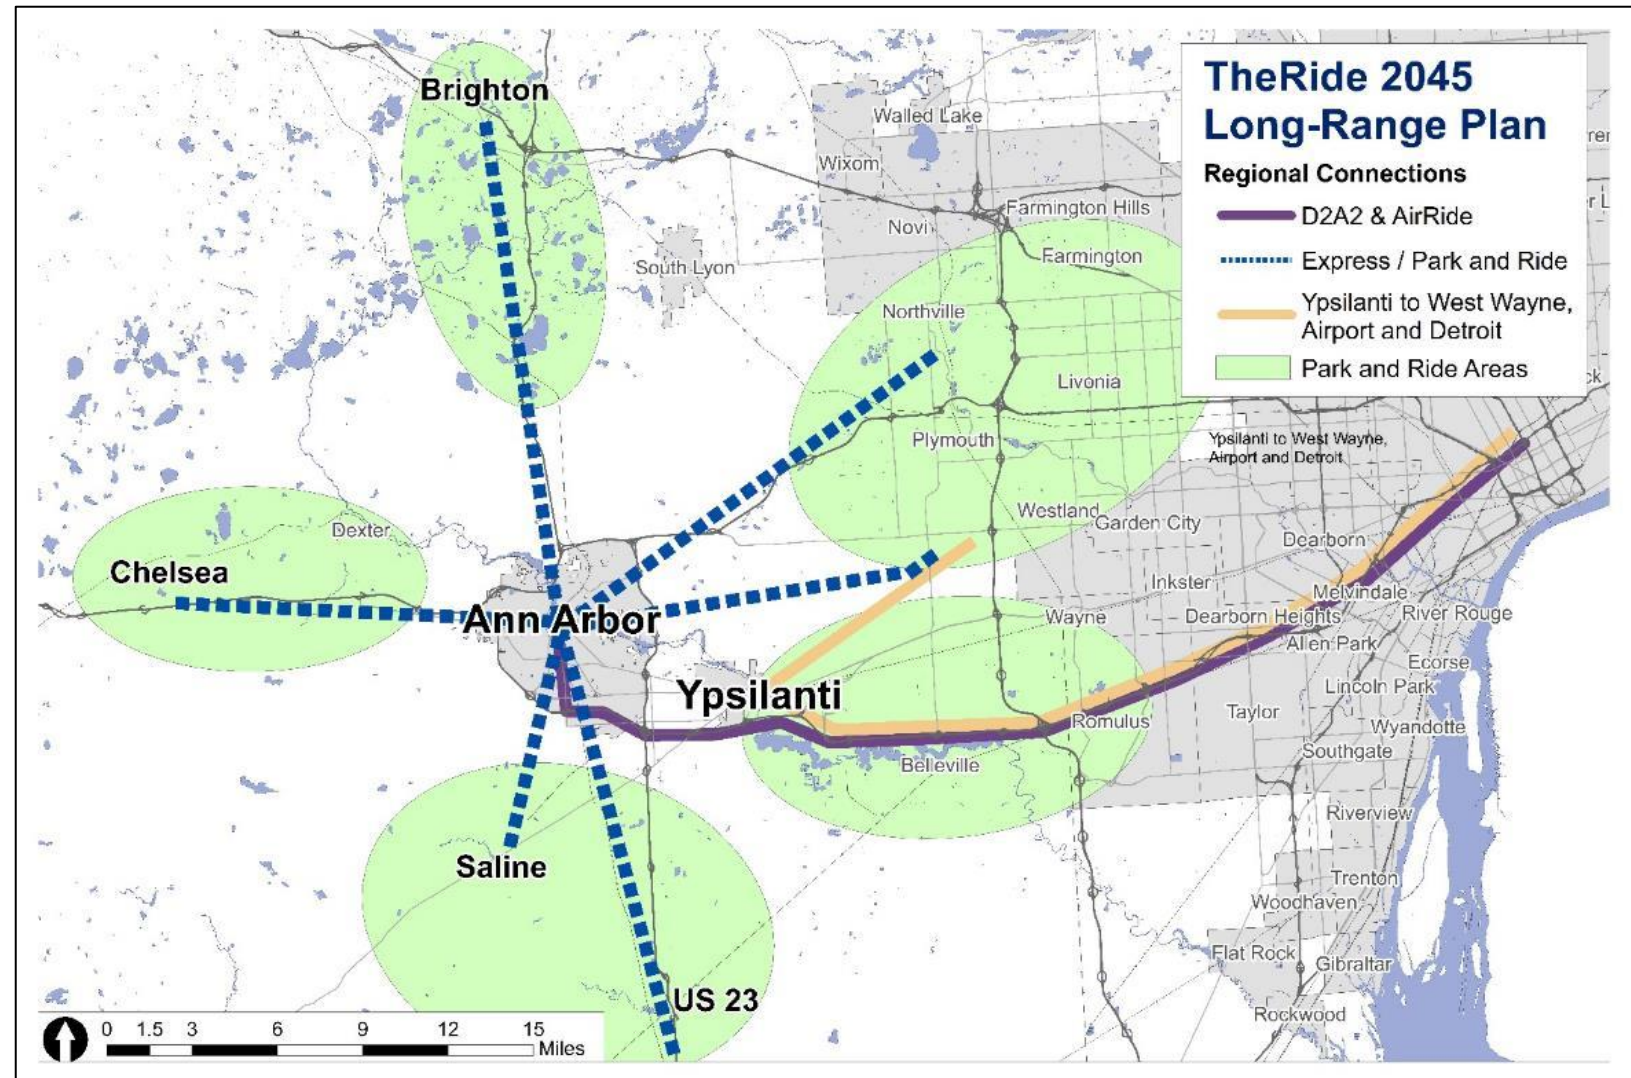 TheRide 2045
Long-Range Plan
Regional Connections
D2A2 & AirRide
Express / Park and Ride
Ypsilanti to West Wayne,
Airport and Detroit
Park and Ride Areas
Brighton
Walled Lake
Wixom
Farmington Hills
Novi
Farmington
South Lyon
Northville
Livonia
Plymouth
Ypsilanti to West Wayne,
Airport and Detroit
Westland
Garden City
Dexter
Dearborn
Chelsea
Inkster
Melvindale
Ann Arbor
Wayne
Dearborn Heights
River Rouge
Allen Park
Ecorse
Ypsilanti
Lincoln Park
Romulus
Taylor
Wyandotte
Southgate
Belleville
Riverview
Saline
Trenton
Woodhaven
Flat Rock
Gibraltar
US 23
Rockwood
0 1.5 3 6 9 12 15
Miles